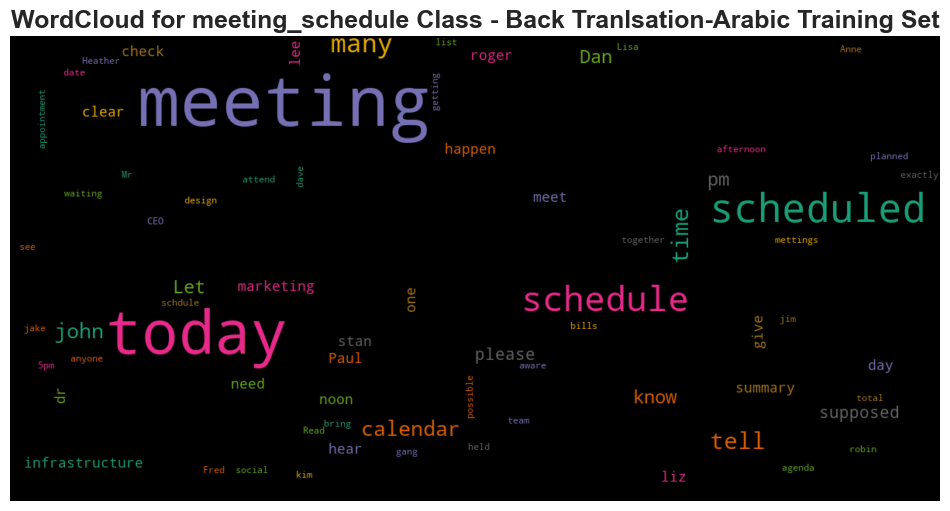 WordCloud for meeting_schedule Class - Back Tranlsation-Arabic Training Set
many
list
lee
check
roger
Dan
Lisa
Anne
Heather
date
meeting
getting
appointment
clear
happen
afternoon
planned
Mr
attend
dave
pm
exactly
waiting
design
meet
scheduled
CEO
time
together
mettings
see
Let
marketing
schdule
one
schedule
bills
jim
give
jake
john
today
stan
Paul
please
anyone
5pm
aware
day
dr
need
noon
possible
know
summary
total
supposed
Read
bring
calendar
team
tell
hear
gang
held
robin
infrastructure
Fred
social
kim
liz
agenda